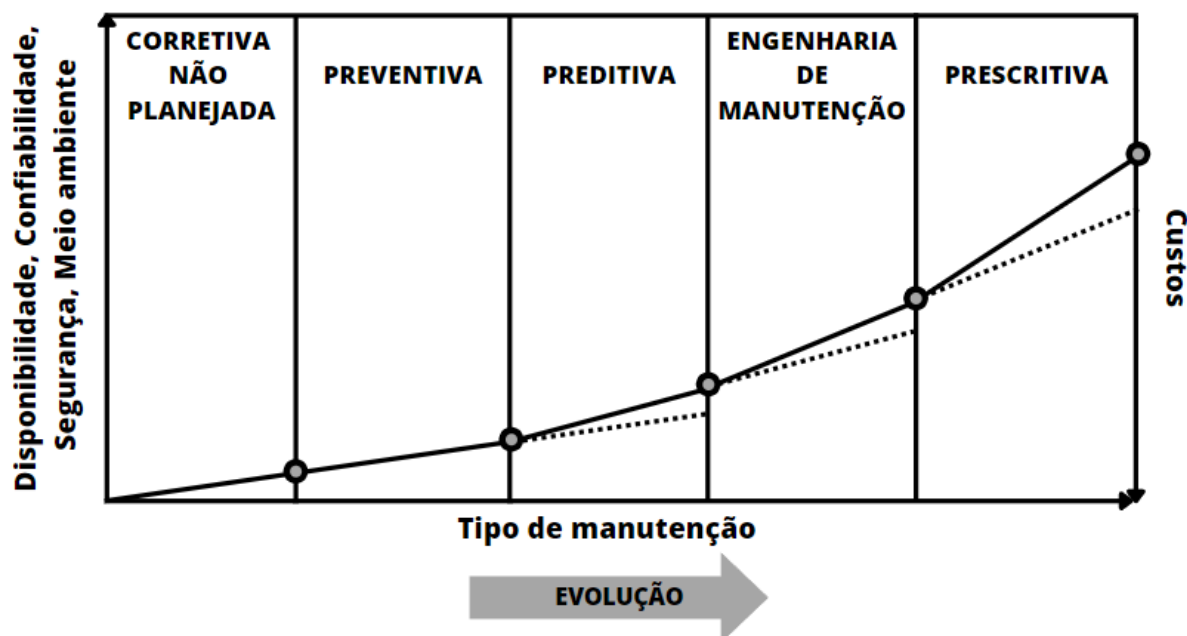 Disponibilidade, Confiabilidade,
Segurança, Meio ambiente
CORRETIVA
NÃO
PLANEJADA
PREVENTIVA
PREDITIVA
ENGENHARIA
DE
MANUTENÇÃO
PRESCRITIVA
Custos
Tipo de manutenção
EVOLUÇÃO